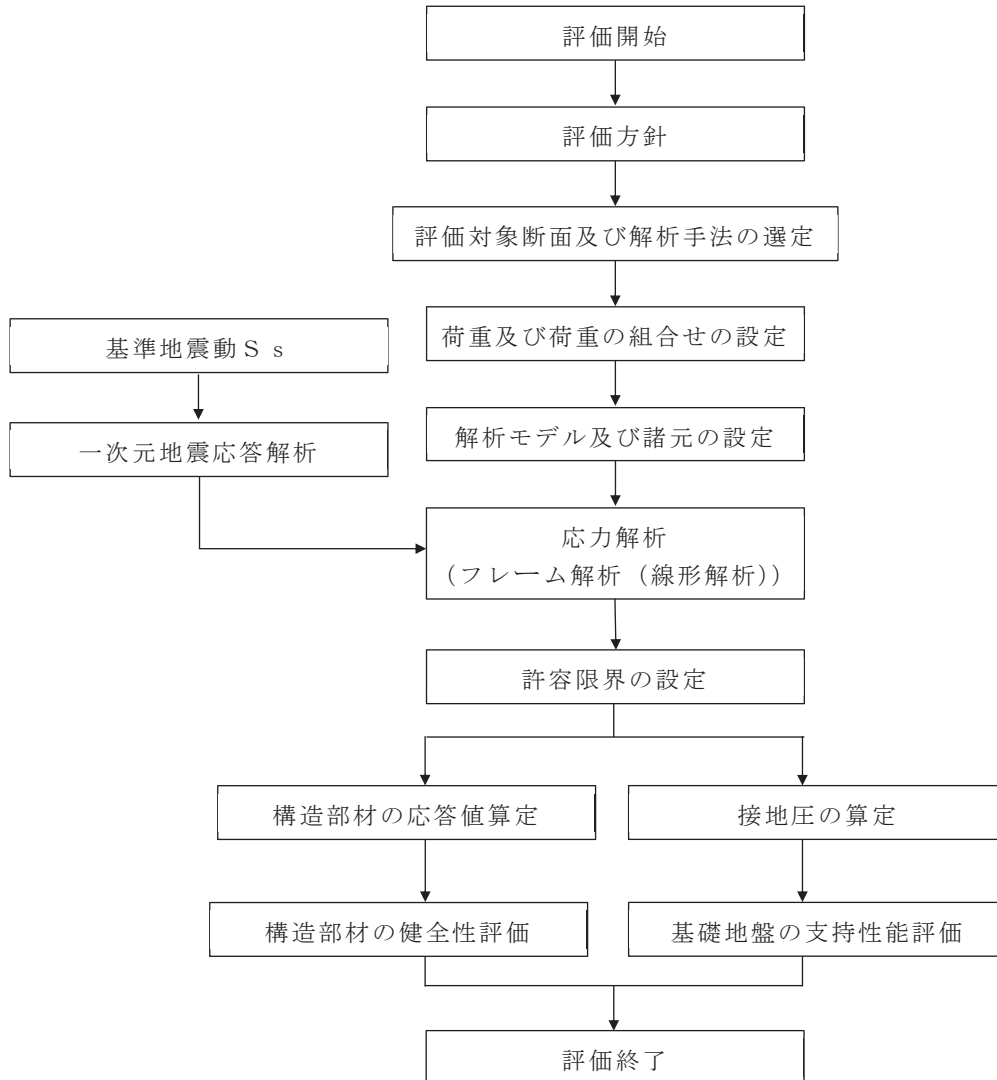 評価開始
評価方針
評価対象断面及び解析手法の選定
荷重及び荷重の組合せの設定
基準地震動Ｓｓ
解析モデル及び諸元の設定
一次元地震応答解析
応力解析
（フレーム解析（線形解析））
許容限界の設定
構造部材の応答値算定
接地圧の算定
構造部材の健全性評価
基礎地盤の支持性能評価
評価終了